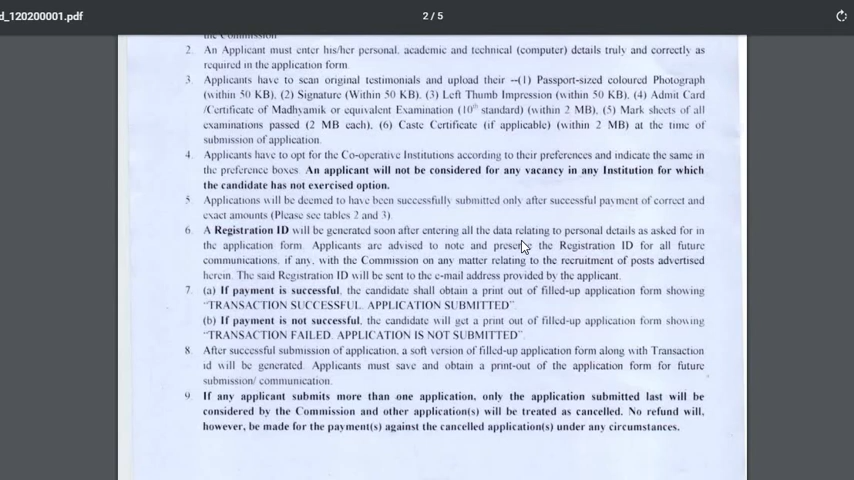 d_120200001.pdf
2 / 5
the Commission
2. An Applicant must enter his/her personal, academic and technical (computer) details truly and correctly as
required in the application form.
3. Applicants have to scan original testimonials and upload their --(1) Passport-sized coloured Photograph
(within 50 KB), (2) Signature (Within 50 KB), (3) Left Thumb Impression (within 50 KB), (4) Admit Card
/Certificate of Madhyamik or equivalent Examination (10th standard) (within 2 MB), (5) Mark sheets of all
examinations passed (2 MB each), (6) Caste Certificate (if applicable) (within 2 MB) at the time of
submission of application.
4. Applicants have to opt for the Co-operative Institutions according to their preferences and indicate the same in
the preference boxes. An applicant will not be considered for any vacancy in any Institution for which
the candidate has not exercised option.
5. Applications will be deemed to have been successfully submitted only after successful payment of correct and
exact amounts (Please see tables 2 and 3).
6. A Registration ID will be generated soon after entering all the data relating to personal details as asked for in
the application form. Applicants are advised to note and preserve the Registration ID for all future
communications, if any, with the Commission on any matter relating to the recruitment of posts advertised
herein. The said Registration ID will be sent to the e-mail address provided by the applicant.
7. (a) If payment is successful, the candidate shall obtain a print out of filled-up application form showing
"TRANSACTION SUCCESSFUL. APPLICATION SUBMITTED"
(b) If payment is not successful, the candidate will get a print out of filled-up application form showing
"TRANSACTION FAILED. APPLICATION IS NOT SUBMITTED".
8. After successful submission of application, a soft version of filled-up application form along with Transaction
id will be generated. Applicants must save and obtain a print-out of the application form for future
submission/ communication.
9. If any applicant submits more than one application, only the application submitted last will be
considered by the Commission and other application(s) will be treated as cancelled. No refund will,
however, be made for the payment(s) against the cancelled application(s) under any circumstances.